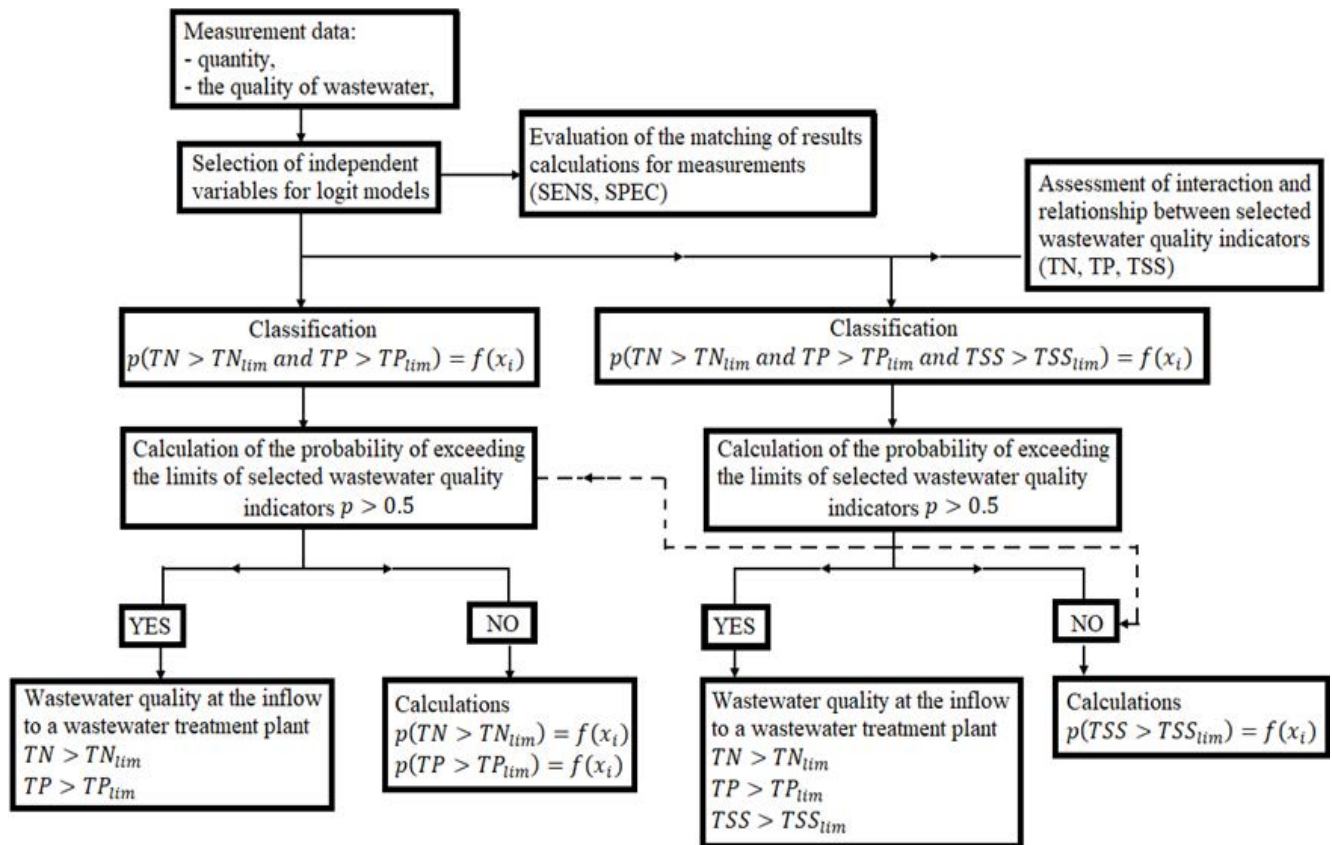 Measurement data:
- quantity,
- the quality of wastewater,
Selection of independent
variables for logit models
Evaluation of the matching of results
calculations for measurements
(SENS, SPEC)
Assessment of interaction and
relationship between selected
wastewater quality indicators
(TN, TP, TSS)
Classification
p(TN > TN_lim and TP > TP_lim) = f(x_i)
Classification
p(TN > TN_lim and TP > TP_lim and TSS > TSS_lim) = f(x_i)
Calculation of the probability of exceeding
the limits of selected wastewater quality
indicators p > 0.5
Calculation of the probability of exceeding
the limits of selected wastewater quality
indicators p > 0.5
YES
NO
YES
NO
Wastewater quality at the inflow
to a wastewater treatment plant
TN > TN_lim
TP > TP_lim
Calculations
p(TN > TN_lim) = f(x_i)
p(TP > TP_lim) = f(x_i)
Wastewater quality at the inflow
to a wastewater treatment plant
TN > TN_lim
TP > TP_lim
TSS > TSS_lim
Calculations
p(TSS > TSS_lim) = f(x_i)